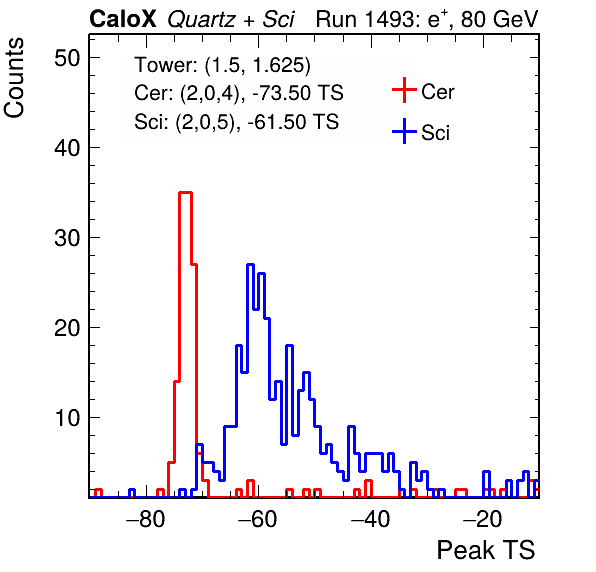 CaloX Quartz + Sci Run 1493: e+, 80 GeV
Counts
50
40
30
20
10
Tower: (1.5, 1.625)
Cer: (2,0,4), -73.50 TS
Sci: (2,0,5), -61.50 TS
Cer
Sci
−80 −60 −40 −20
Peak TS